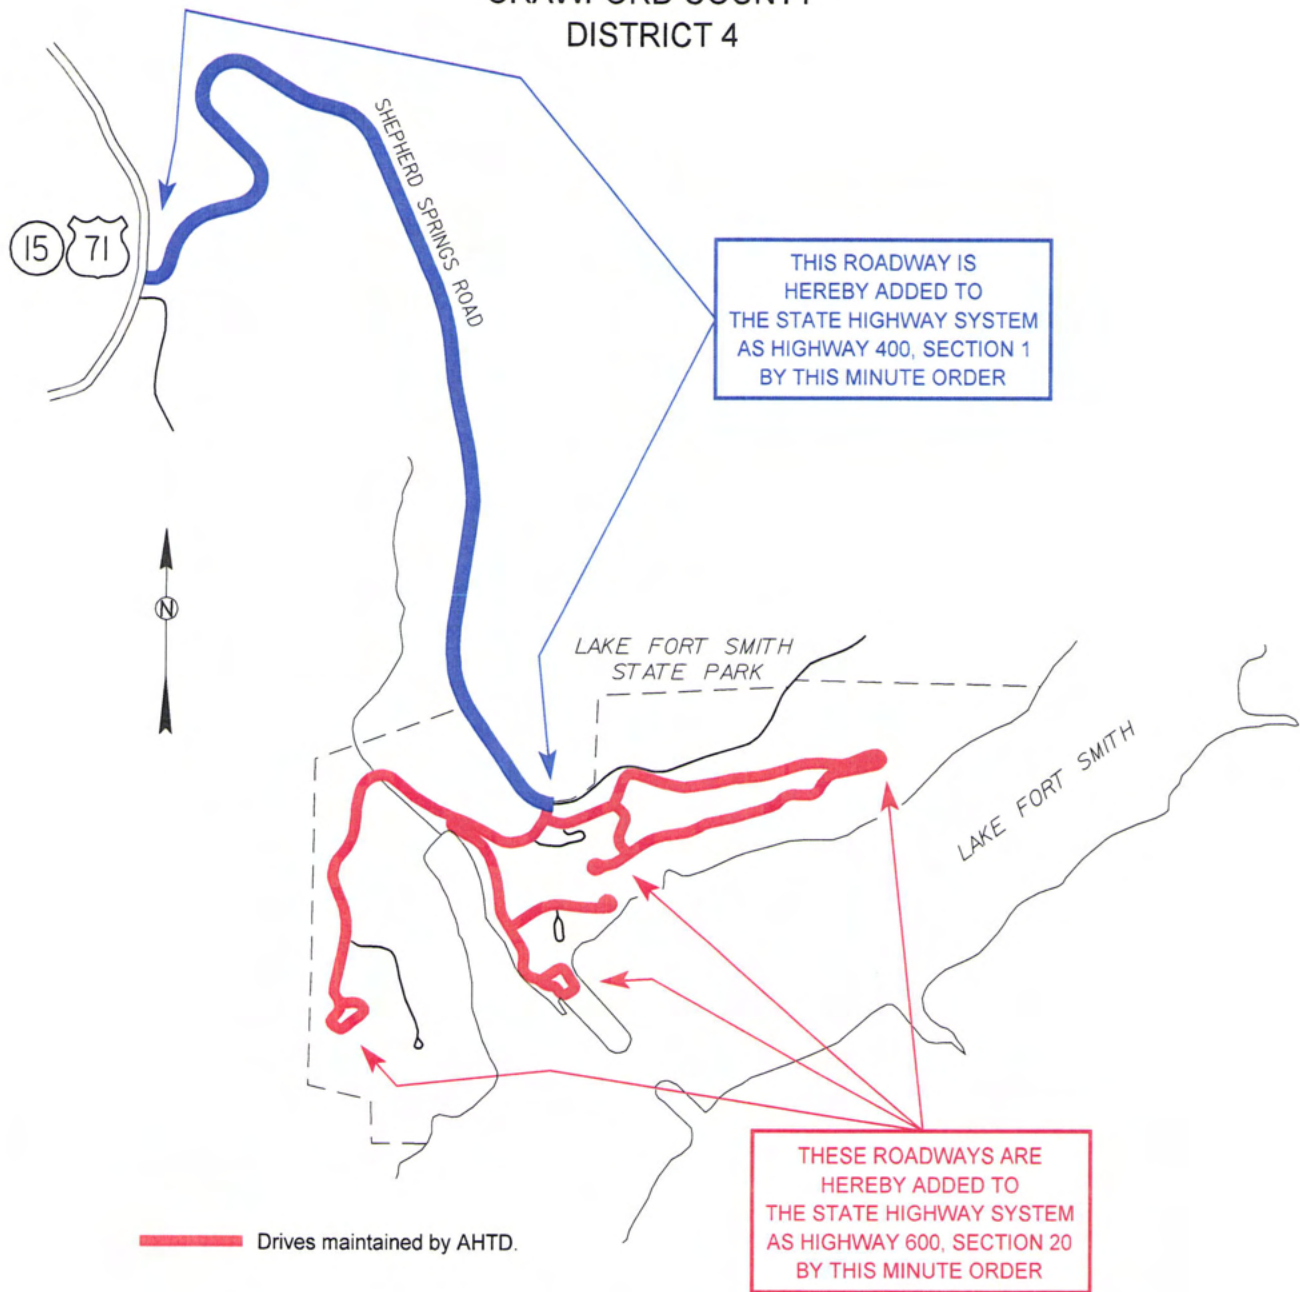 CRAWFORD COUNTY
DISTRICT 4
SHEPHERD SPRINGS ROAD
15
71
THIS ROADWAY IS
HEREBY ADDED TO
THE STATE HIGHWAY SYSTEM
AS HIGHWAY 400, SECTION 1
BY THIS MINUTE ORDER
N
LAKE FORT SMITH
STATE PARK
LAKE FORT SMITH
THESE ROADWAYS ARE
HEREBY ADDED TO
THE STATE HIGHWAY SYSTEM
AS HIGHWAY 600, SECTION 20
BY THIS MINUTE ORDER
Drives maintained by AHTD.